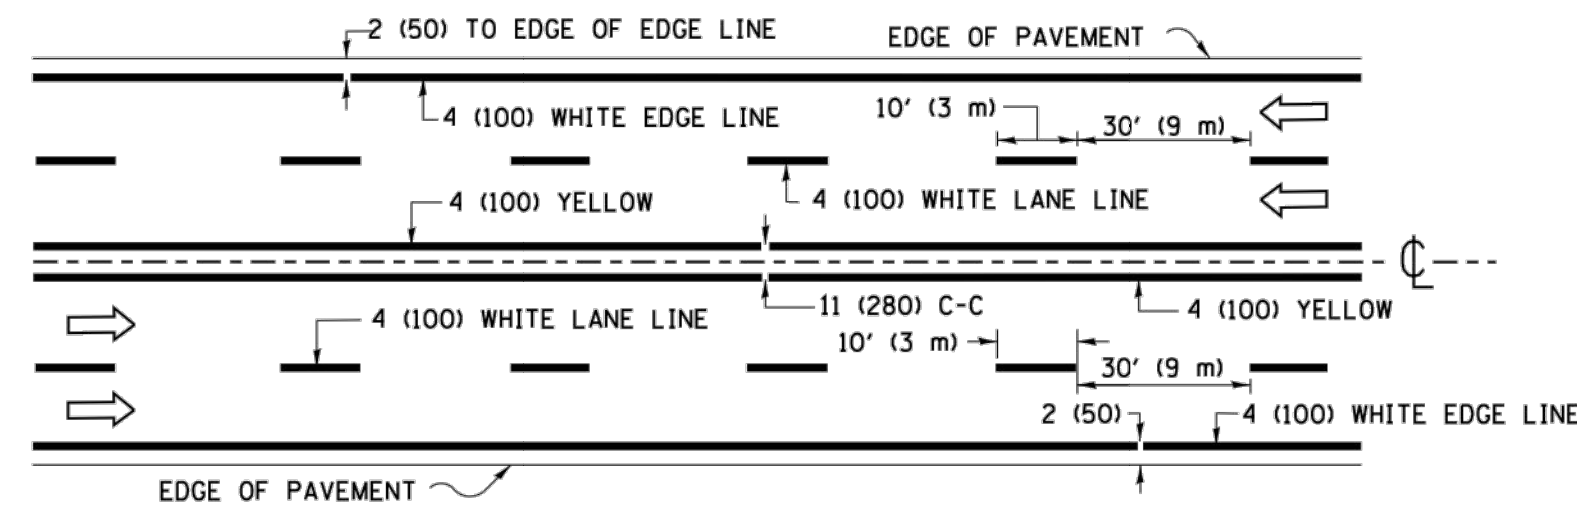 2 (50) TO EDGE OF EDGE LINE
EDGE OF PAVEMENT
4 (100) WHITE EDGE LINE
10' (3 m)
30' (9 m)
4 (100) YELLOW
4 (100) WHITE LANE LINE
℄
11 (280) C-C
4 (100) YELLOW
4 (100) WHITE LANE LINE
10' (3 m)
30' (9 m)
2 (50)
4 (100) WHITE EDGE LINE
EDGE OF PAVEMENT